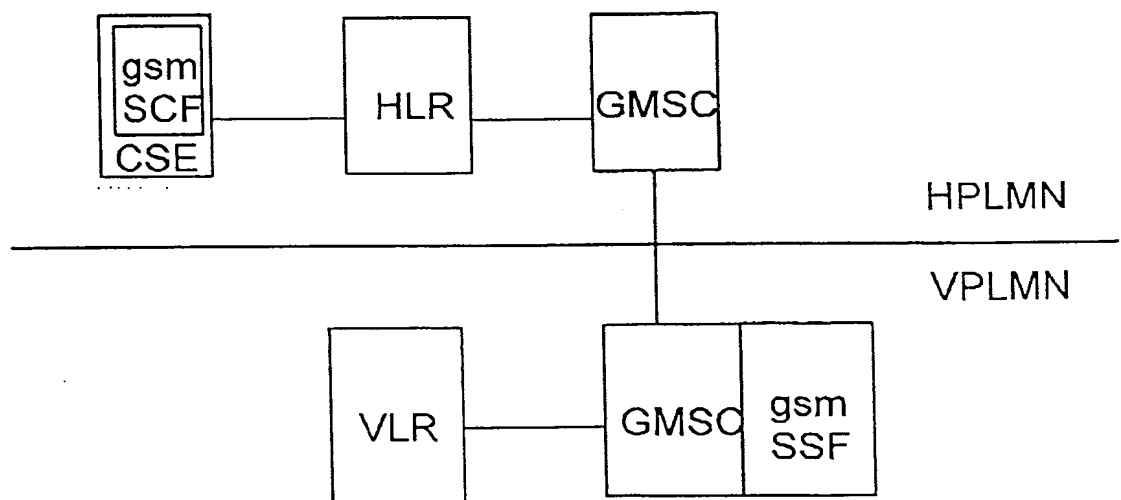 gsm
SCF
CSE
HLR
GMSC
HPLMN
VPLMN
VLR
GMSC
gsm
SSF